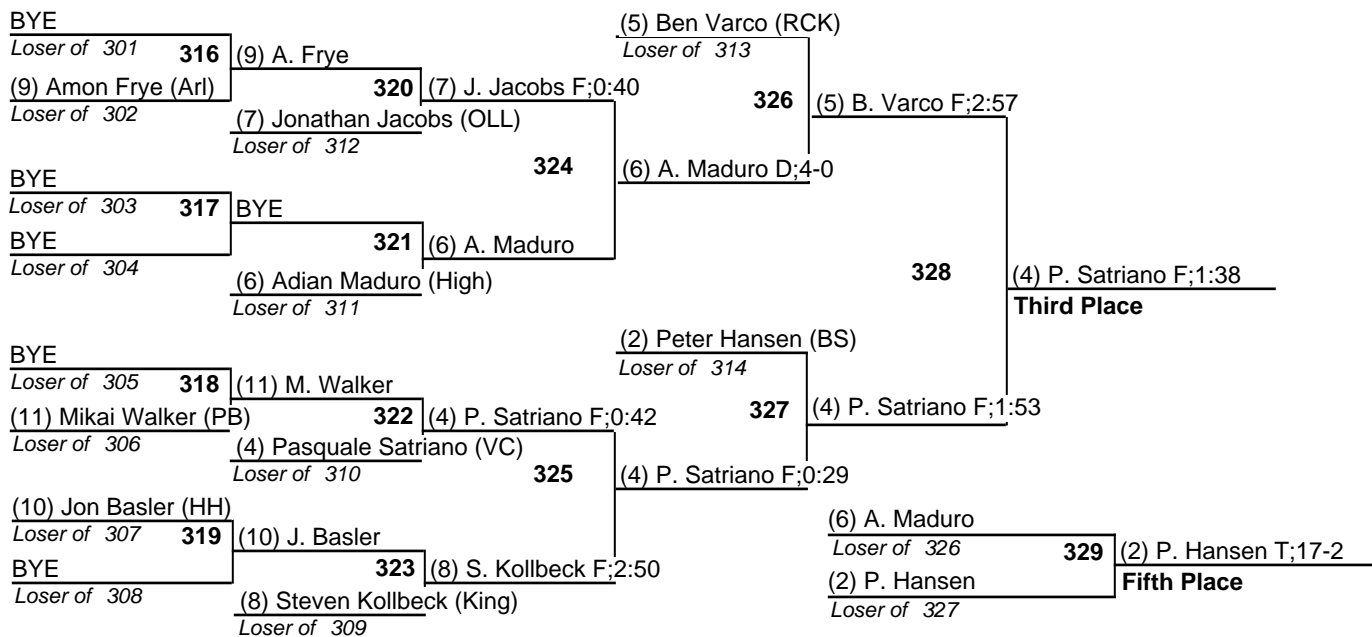 BYE
Loser of 301
316
(9) Amon Frye (Arl)
Loser of 302
(9) A. Frye
320
(7) Jonathan Jacobs (OLL)
Loser of 312
(7) J. Jacobs F;0:40
BYE
Loser of 303
317
BYE
Loser of 304
BYE
321
(6) Adian Maduro (High)
Loser of 311
(6) A. Maduro
324
(5) Ben Varco (RCK)
Loser of 313
326
(6) A. Maduro D;4-0
(5) B. Varco F;2:57
BYE
Loser of 305
318
(11) Mikai Walker (PB)
Loser of 306
(11) M. Walker
322
(4) Pasquale Satriano (VC)
Loser of 310
(4) P. Satriano F;0:42
(10) Jon Basler (HH)
Loser of 307
319
BYE
Loser of 308
(10) J. Basler
323
(8) Steven Kollbeck (King)
Loser of 309
(8) S. Kollbeck F;2:50
325
(2) Peter Hansen (BS)
Loser of 314
327
(4) P. Satriano F;0:29
(4) P. Satriano F;1:53
328
(4) P. Satriano F;1:38
Third Place
(6) A. Maduro
Loser of 326
329
(2) P. Hansen
Loser of 327
(2) P. Hansen T;17-2
Fifth Place